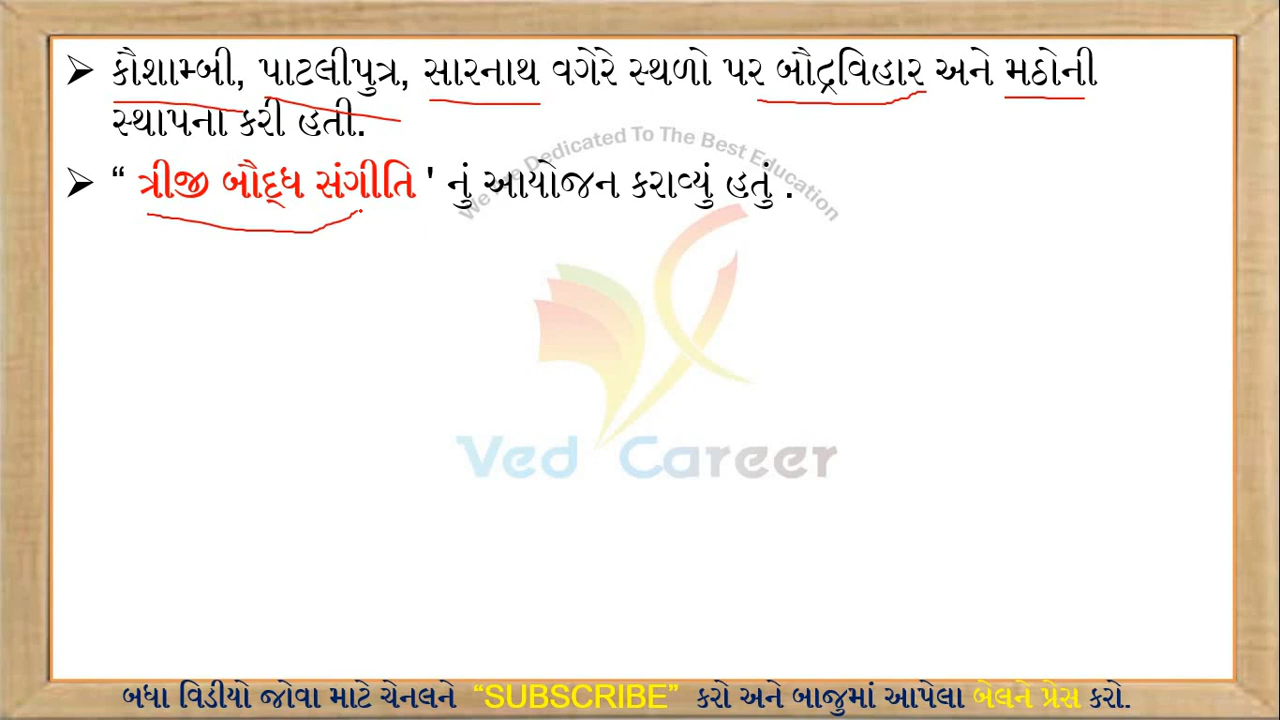 ➢ કૌશામ્બી, પાટલીપુત્ર, સારનાથ વગેરે સ્થળો પર બૌદ્રવિહાર અને મઠોની
સ્થાપના કરી હતી.
➢ “ ત્રીજી બૌદ્ધ સંગીતિ ' નું આયોજન કરાવ્યું હતું .
We Are Dedicated To The Best Education
Ved Career
બધા વિડીયો જોવા માટે ચેનલને “SUBSCRIBE” કરો અને બાજુમાં આપેલા બેલને પ્રેસ કરો.